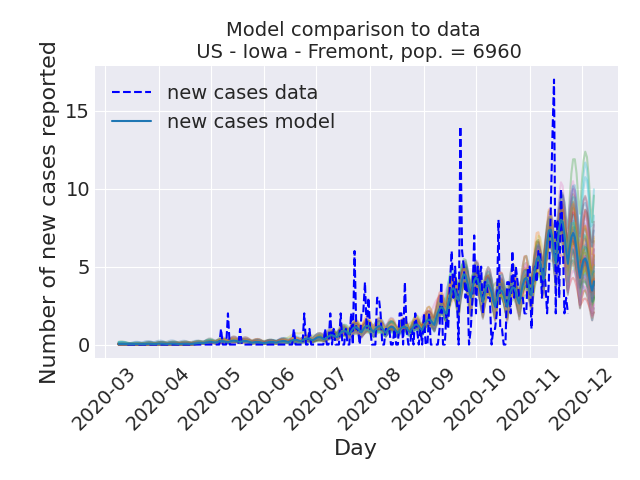 Model comparison to data
US - Iowa - Fremont, pop. = 6960
new cases data
new cases model
Number of new cases reported
15
10
5
0
2020-03
2020-04
2020-05
2020-06
2020-07
2020-08
2020-09
2020-10
2020-11
2020-12
Day